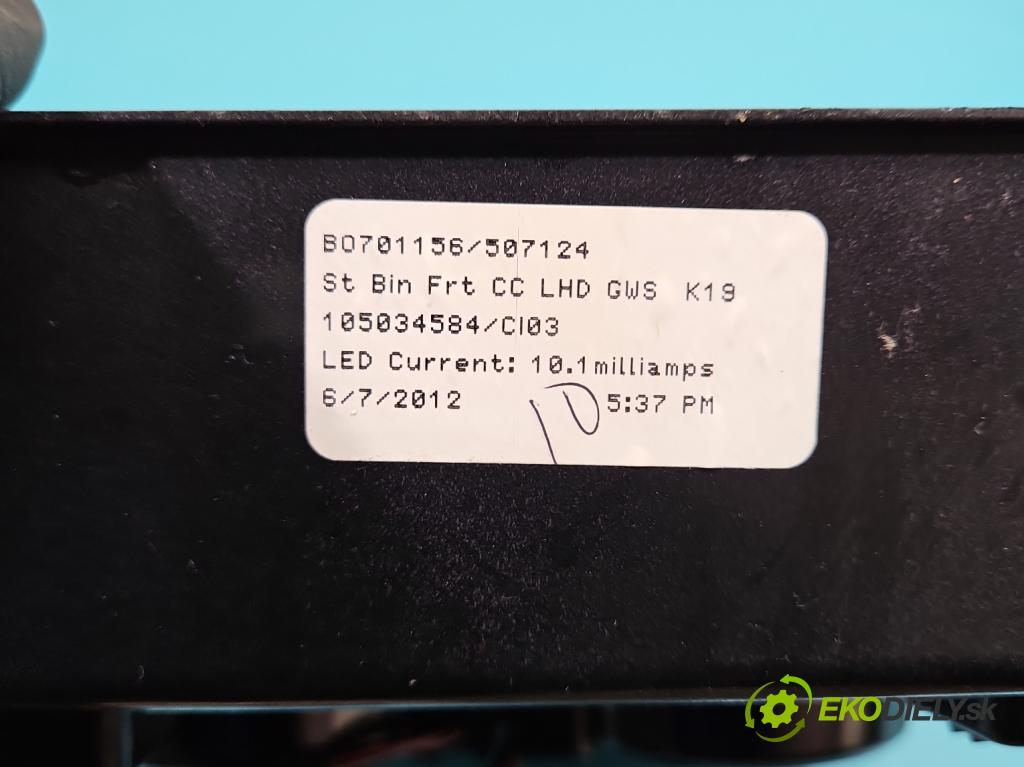 BO701156/507124
St Bin Frt CC LHD GWS K19
105034584/CI03
LED Current: 10.1milliamps
6/7/2012 5:37 PM
10
EKODIELY.sk